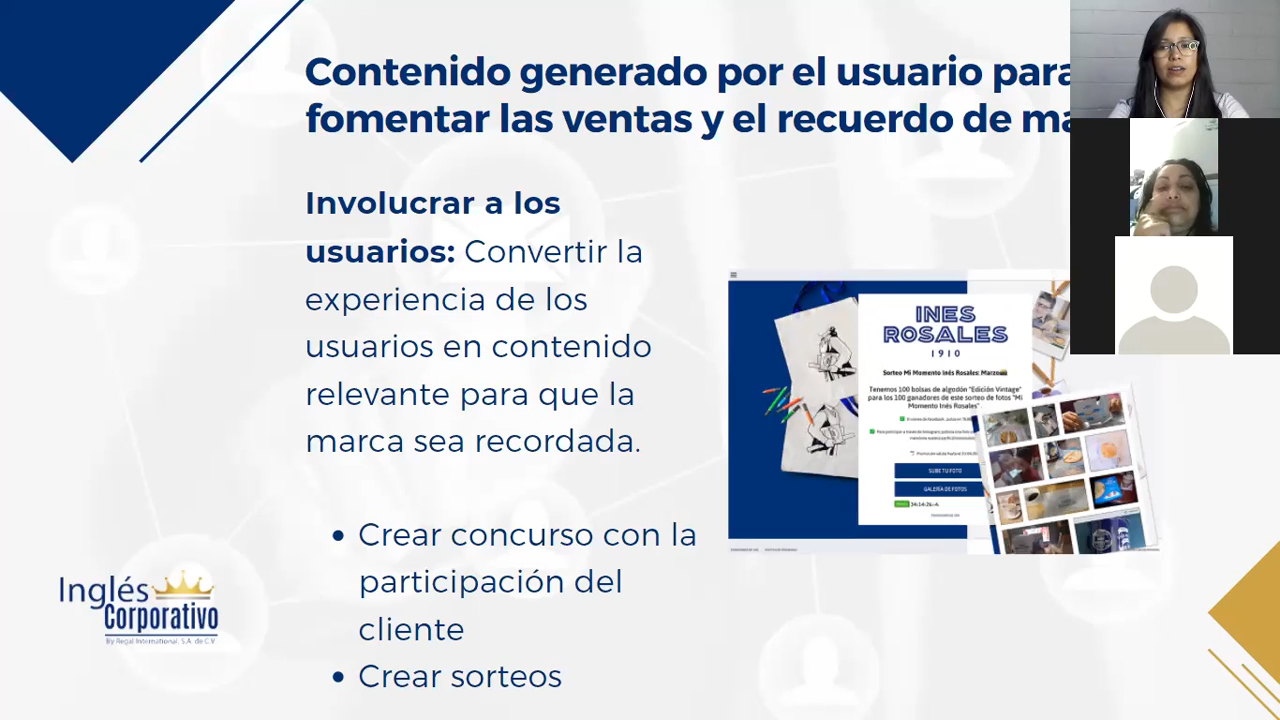 Contenido generado por el usuario para
fomentar las ventas y el recuerdo de ma
Involucrar a los
usuarios: Convertir la
experiencia de los
usuarios en contenido
relevante para que la
marca sea recordada.
• Crear concurso con la
participación del
cliente
• Crear sorteos
INES
ROSALES
1910
Sorteo Mi Momento Inés Rosales: Marzo
Tenemos 100 bolsas de algodón "Edición Vintage"
para los 100 ganadores de este sorteo de fotos "Mi
Momento Inés Rosales".
SUBE TU FOTO
GALERÍA DE FOTOS
Inglés
Corporativo
By Regal International, S.A. de C.V